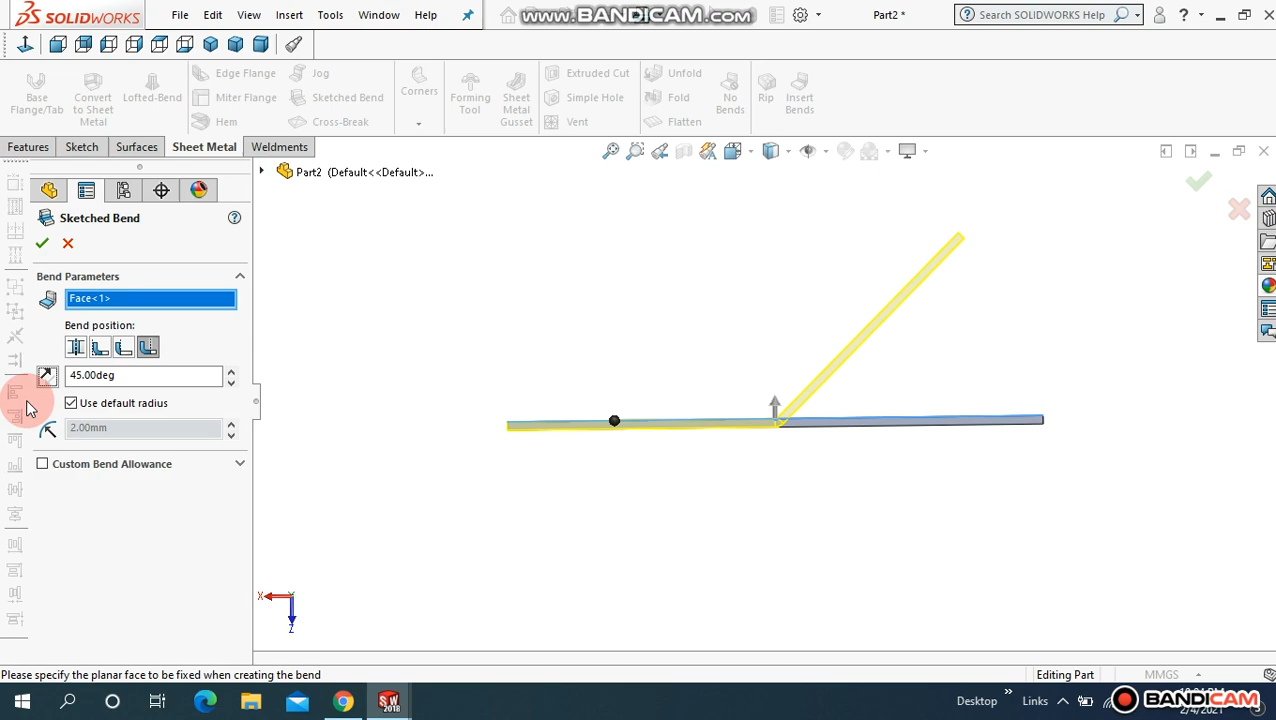 SOLIDWORKS
File Edit View Insert Tools Window Help
www.BANDICAM.com
Part2 *
Search SOLIDWORKS Help
?
Base Flange/Tab
Convert to Sheet Metal
Lofted-Bend
Edge Flange
Miter Flange
Hem
Jog
Sketched Bend
Cross-Break
Corners
Forming Tool
Sheet Metal Gusset
Extruded Cut
Simple Hole
Vent
Unfold
Fold
Flatten
No Bends
Rip
Insert Bends
Features Sketch Surfaces Sheet Metal Weldments
Part2 (Default<<Default>...
Sketched Bend
?
Bend Parameters
Face<1>
Bend position:
45.00deg
Use default radius
2.00mm
Custom Bend Allowance
X
Z
Please specify the planar face to be fixed when creating the bend
Editing Part
MMGS
SW
2018
Desktop
Links
BANDICAM
2/4/2021